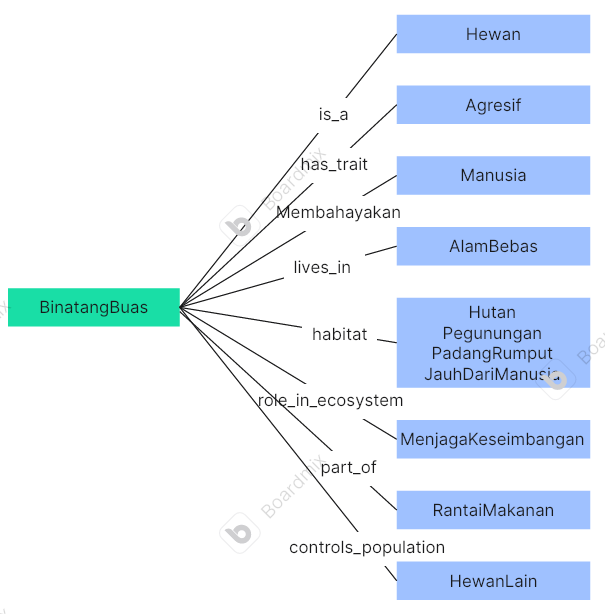 Hewan
is_a
Agresif
has_trait
Manusia
Membahayakan
AlamBebas
lives_in
BinatangBuas
habitat
Hutan
Pegunungan
PadangRumput
JauhDariManusia
role_in_ecosystem
MenjagaKeseimbangan
part_of
RantaiMakanan
controls_population
HewanLain
Boardmix
Boardmix